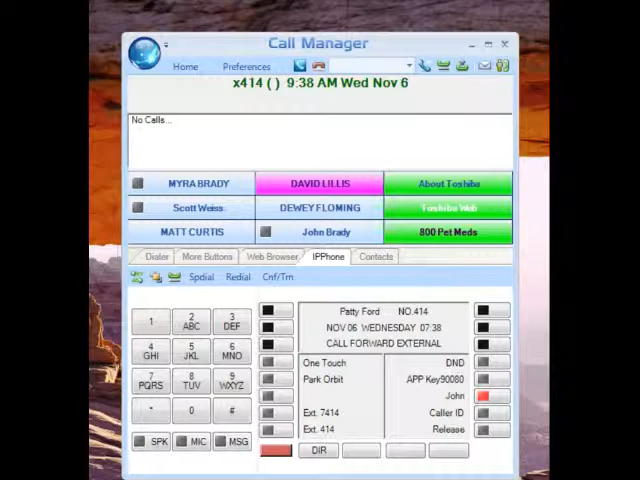 Call Manager
Home Preferences
x414 ( ) 9:38 AM Wed Nov 6
No Calls...
MYRA BRADY DAVID LILLIS About Toshiba
Scott Weiss DEWEY FLOMING Toshiba Web
MATT CURTIS John Brady 800 Pet Meds
Dialer More Buttons Web Browser IPPhone Contacts
Spdial Redial Cnf/Trn
1 2 ABC 3 DEF
4 GHI 5 JKL 6 MNO
7 PQRS 8 TUV 9 WXYZ
* 0 #
SPK MIC MSG
Patty Ford NO.414
NOV 06 WEDNESDAY 07:38
CALL FORWARD EXTERNAL
One Touch DND
Park Orbit APP Key90080
John
Ext. 7414 Caller ID
Ext. 414 Release
DIR